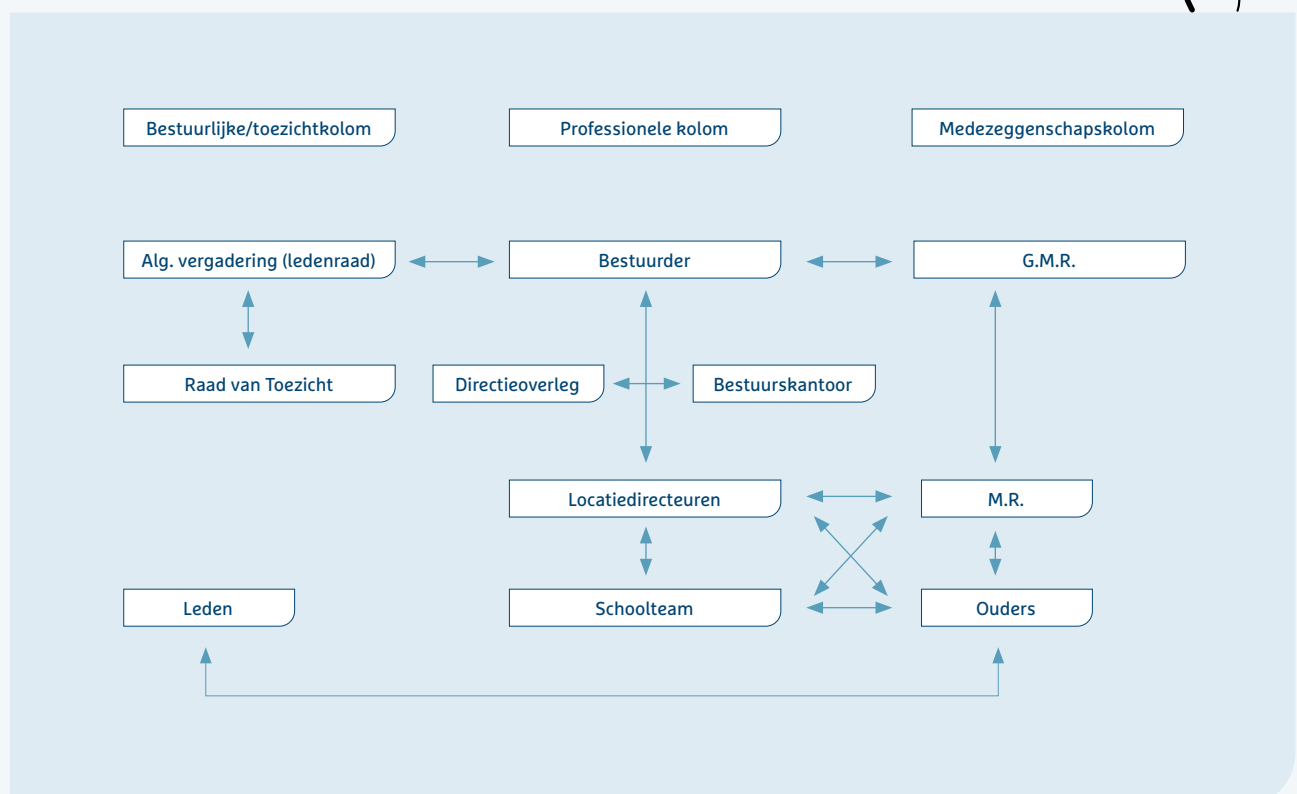 Bestuurlijke/toezichtkolom
Professionele kolom
Medezeggenschapskolom
Alg. vergadering (ledenraad)
Bestuurder
G.M.R.
Raad van Toezicht
Directieoverleg
Bestuurskantoor
Locatiedirecteuren
M.R.
Leden
Schoolteam
Ouders